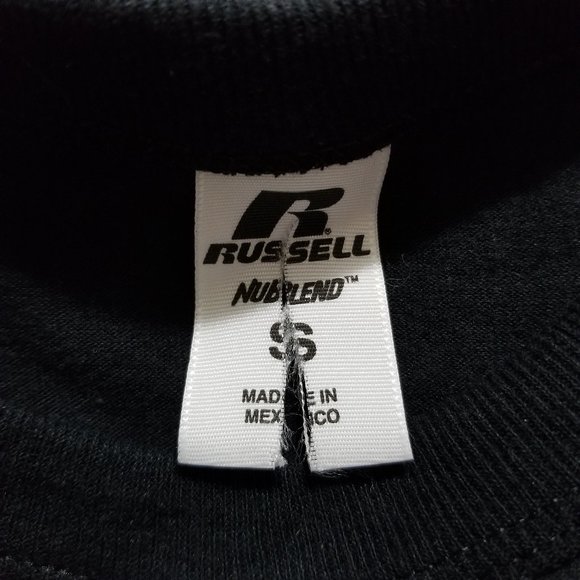 R®
RUSSELL
NUBLEND™
S
MADE IN
MEXICO